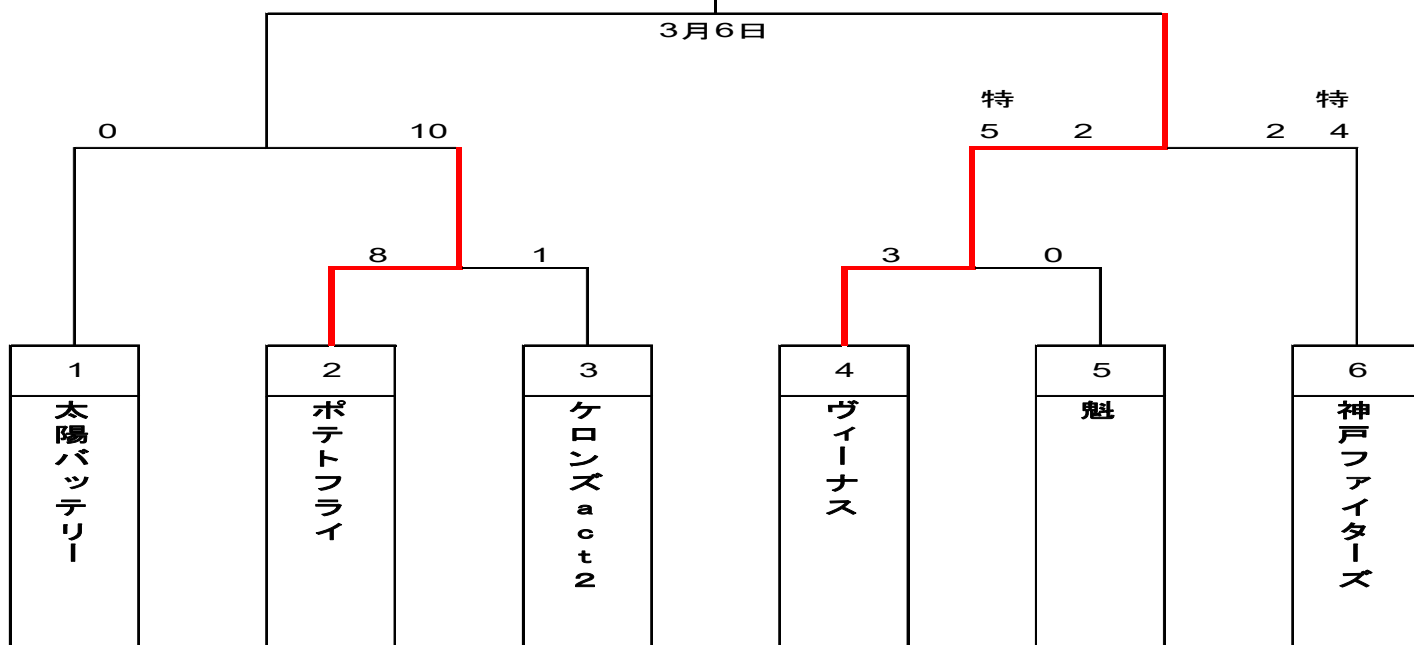 3月6日
特 特
0 10 5 2 2 4
8 1 3 0
1 2 3 4 5 6
太陽バッテリー
ポテトフライ
ケロンズact2
ヴィーナス
魁
神戸ファイターズ